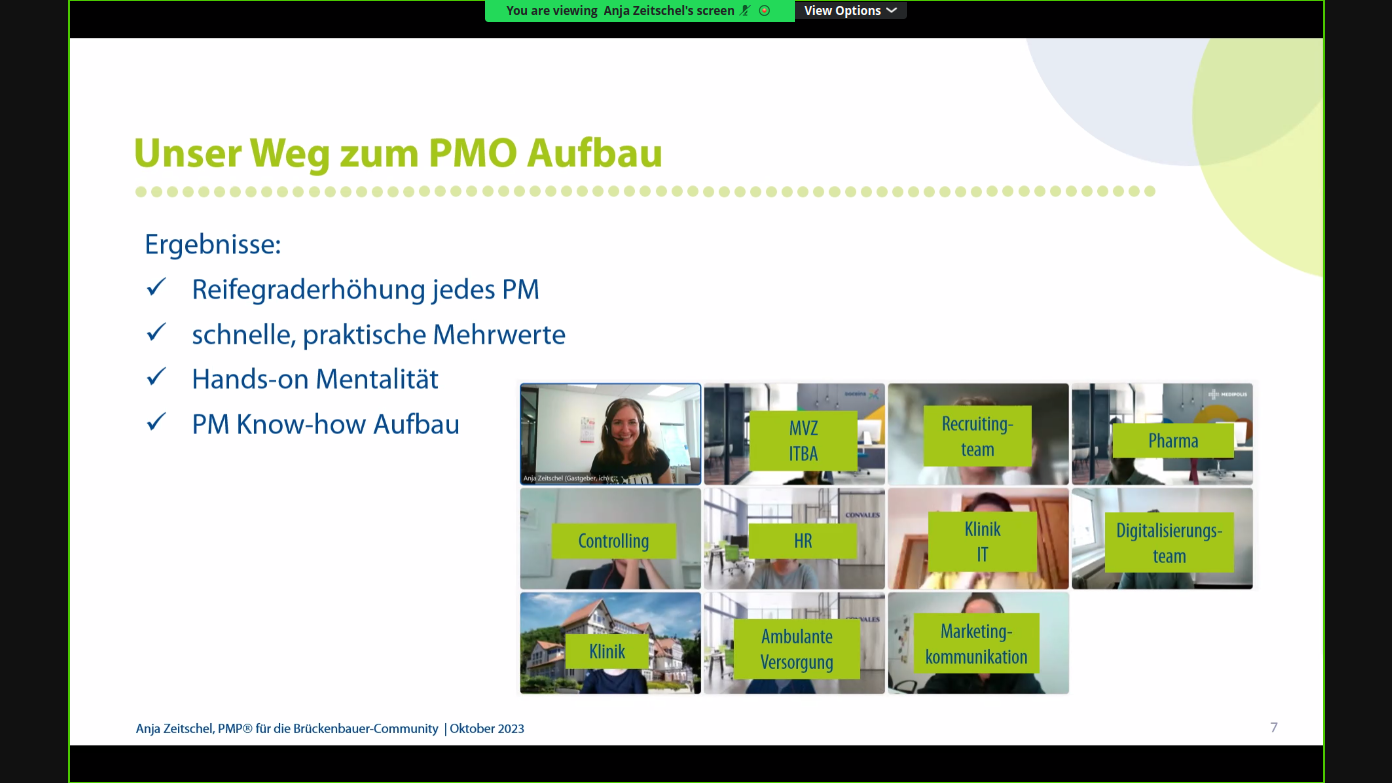 You are viewing Anja Zeitschel's screen
View Options
Unser Weg zum PMO Aufbau
Ergebnisse:
✓ Reifegraderhöhung jedes PM
✓ schnelle, praktische Mehrwerte
✓ Hands-on Mentalität
✓ PM Know-how Aufbau
Anja Zeitschel (Gastgeber, ich)
MVZ
ITBA
Recruiting-
team
MEDIPOLIS
Pharma
Controlling
CONVALES
HR
Klinik
IT
Digitalisierungs-
team
Klinik
CONVALES
Ambulante
Versorgung
Marketing-
kommunikation
Anja Zeitschel, PMP® für die Brückenbauer-Community | Oktober 2023
7